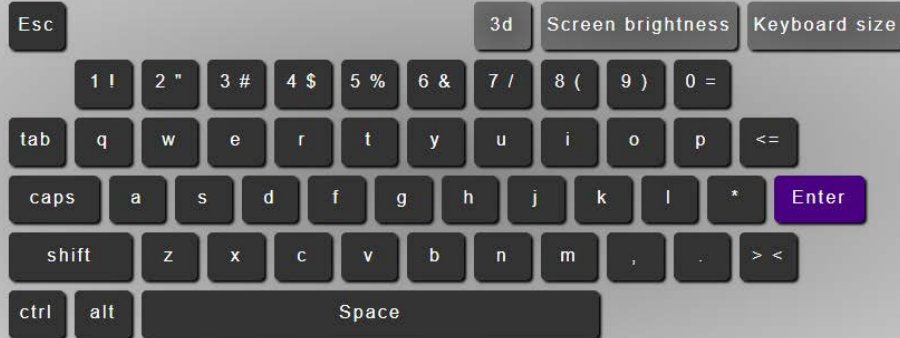 Esc 3d Screen brightness Keyboard size
1 ! 2 " 3 # 4 $ 5 % 6 & 7 / 8 ( 9 ) 0 =
tab q w e r t y u i o p <=
caps a s d f g h j k l * Enter
shift z x c v b n m , . > <
ctrl alt Space